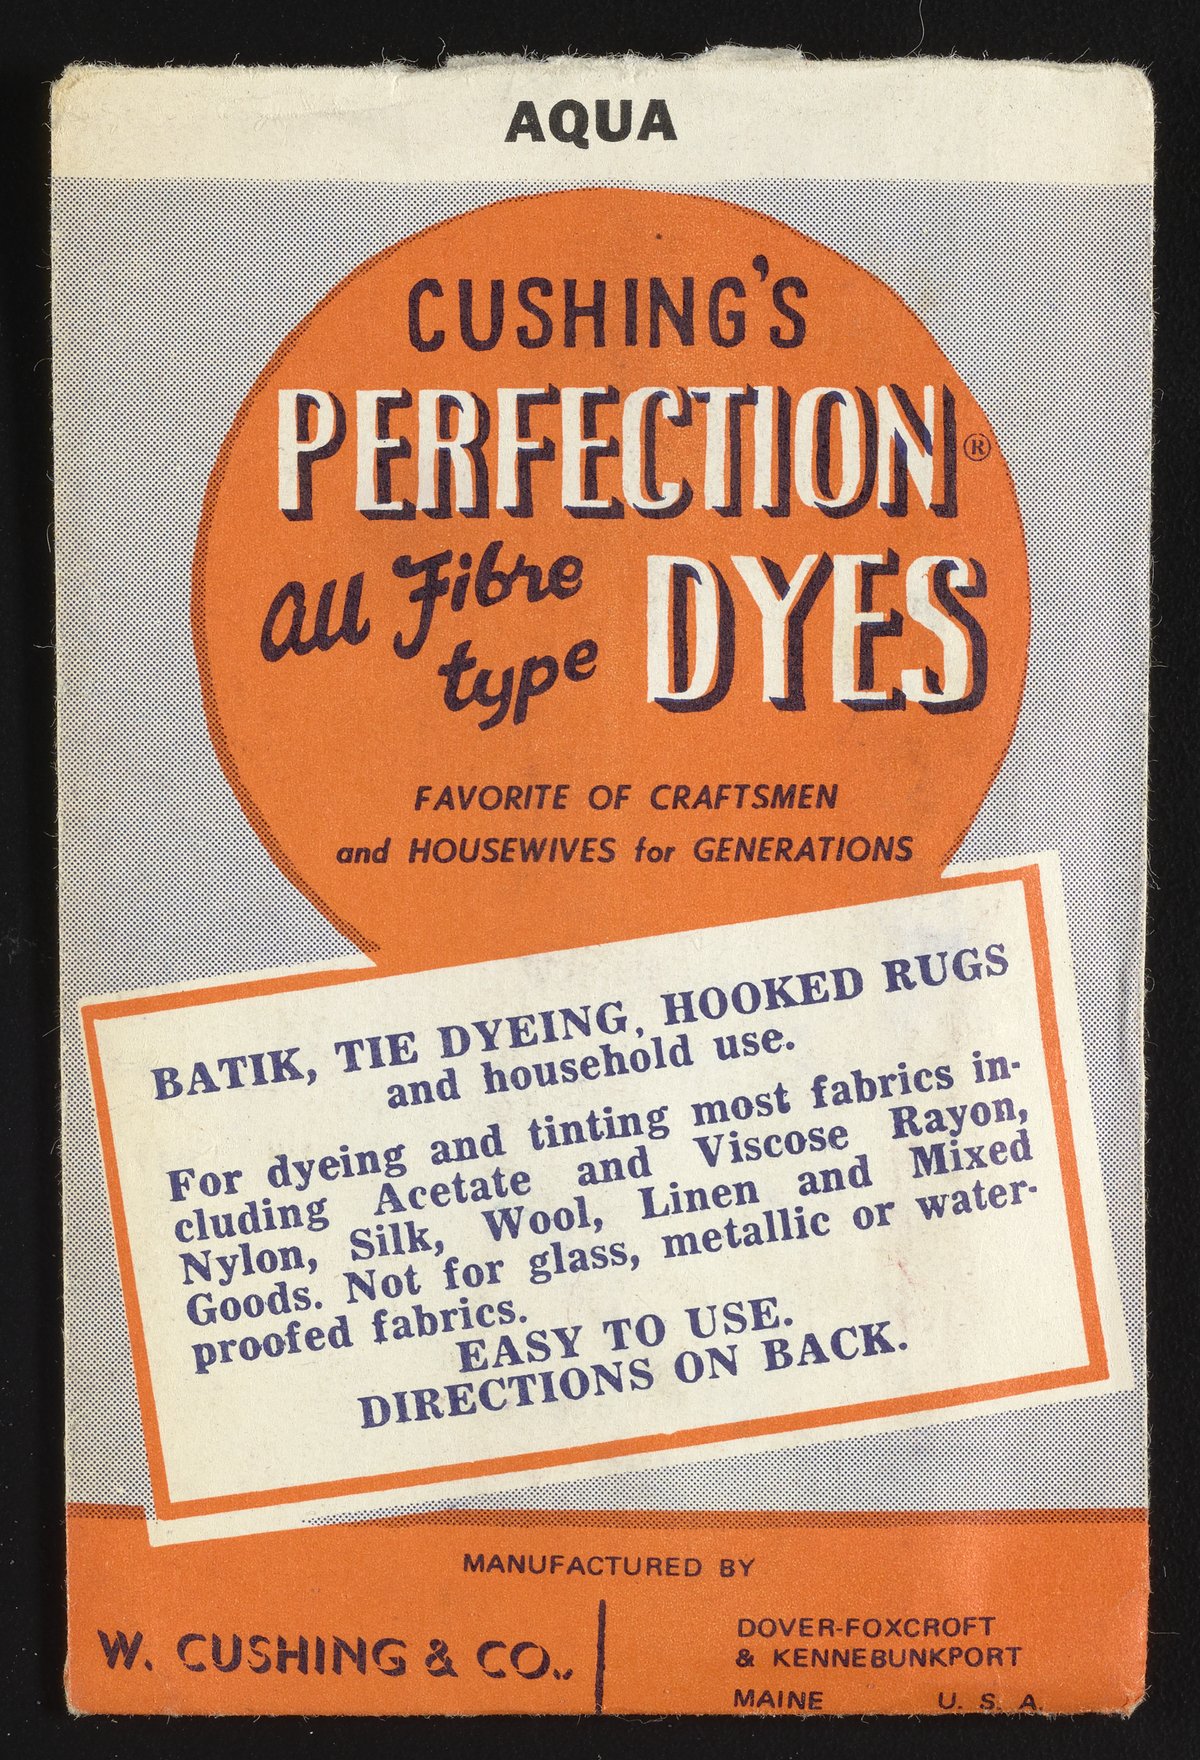 AQUA
CUSHING'S
PERFECTION®
all Fibre
type
DYES
FAVORITE OF CRAFTSMEN
and HOUSEWIVES for GENERATIONS
BATIK, TIE DYEING, HOOKED RUGS
and household use.
For dyeing and tinting most fabrics in-
cluding Acetate and Viscose Rayon,
Nylon, Silk, Wool, Linen and Mixed
Goods. Not for glass, metallic or water-
proofed fabrics.
EASY TO USE.
DIRECTIONS ON BACK.
MANUFACTURED BY
W. CUSHING & CO.,
DOVER-FOXCROFT
& KENNEBUNKPORT
MAINE U. S. A.